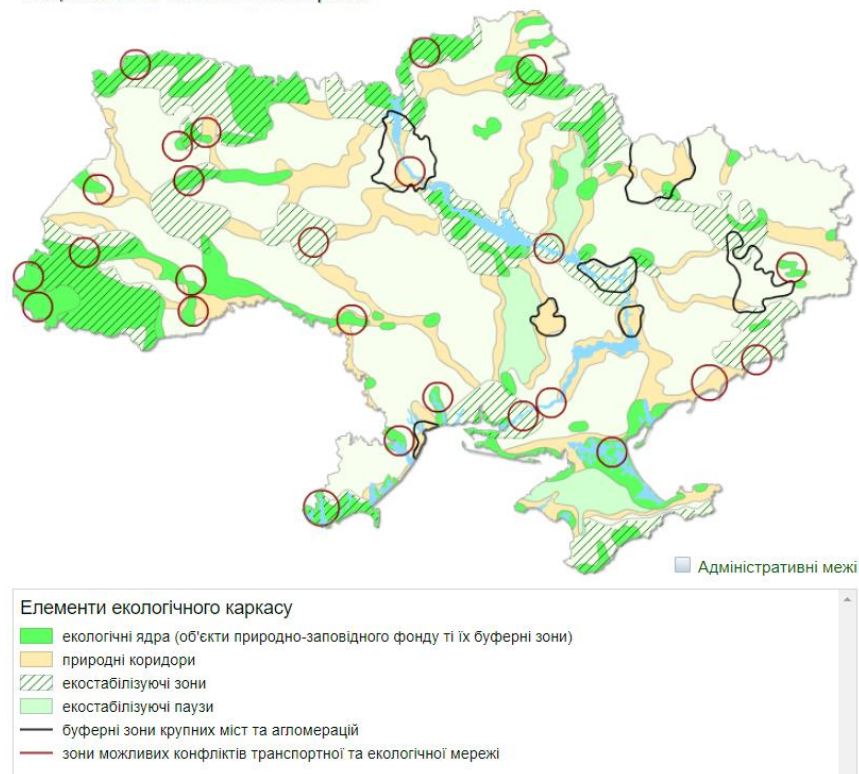 Адміністративні межі
Елементи екологічного каркасу
екологічні ядра (об'єкти природно-заповідного фонду ті їх буферні зони)
природні коридори
екостабілізуючі зони
екостабілізуючі паузи
буферні зони крупних міст та агломерацій
зони можливих конфліктів транспортної та екологічної мережі